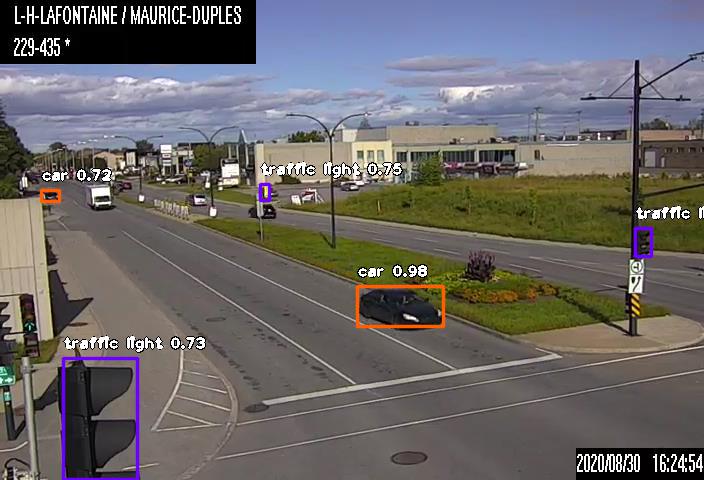 L-H-LAFONTAINE / MAURICE-DUPLES
229-435 *
car 0.72
traffic light 0.75
traffic l
car 0.98
traffic light 0.73
2020/08/30 16:24:54